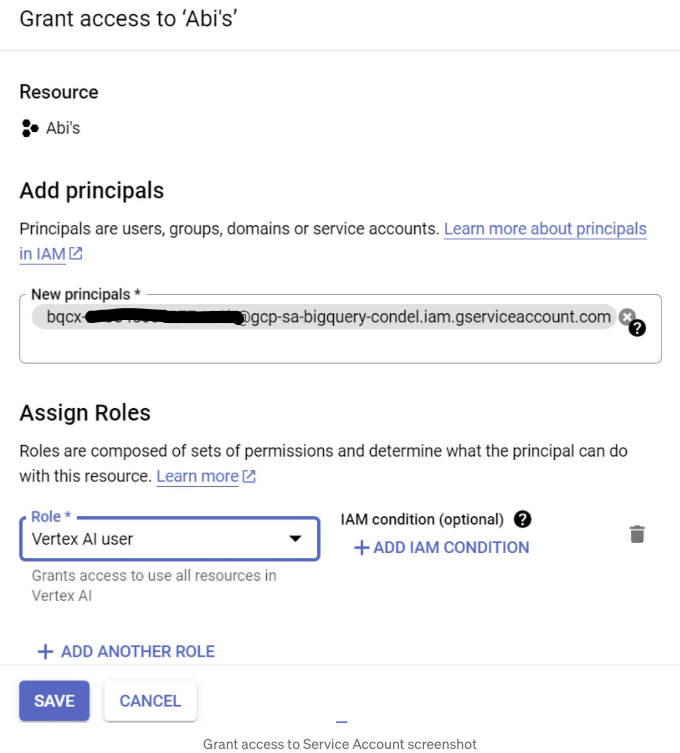 Grant access to ‘Abi's’
Resource
Abi's
Add principals
Principals are users, groups, domains or service accounts. Learn more about principals
in IAM
New principals *
bqcx- @gcp-sa-bigquery-condel.iam.gserviceaccount.com
Assign Roles
Roles are composed of sets of permissions and determine what the principal can do
with this resource. Learn more
Role *
IAM condition (optional)
Vertex AI user
+ ADD IAM CONDITION
Grants access to use all resources in
Vertex AI
+ ADD ANOTHER ROLE
SAVE CANCEL
Grant access to Service Account screenshot